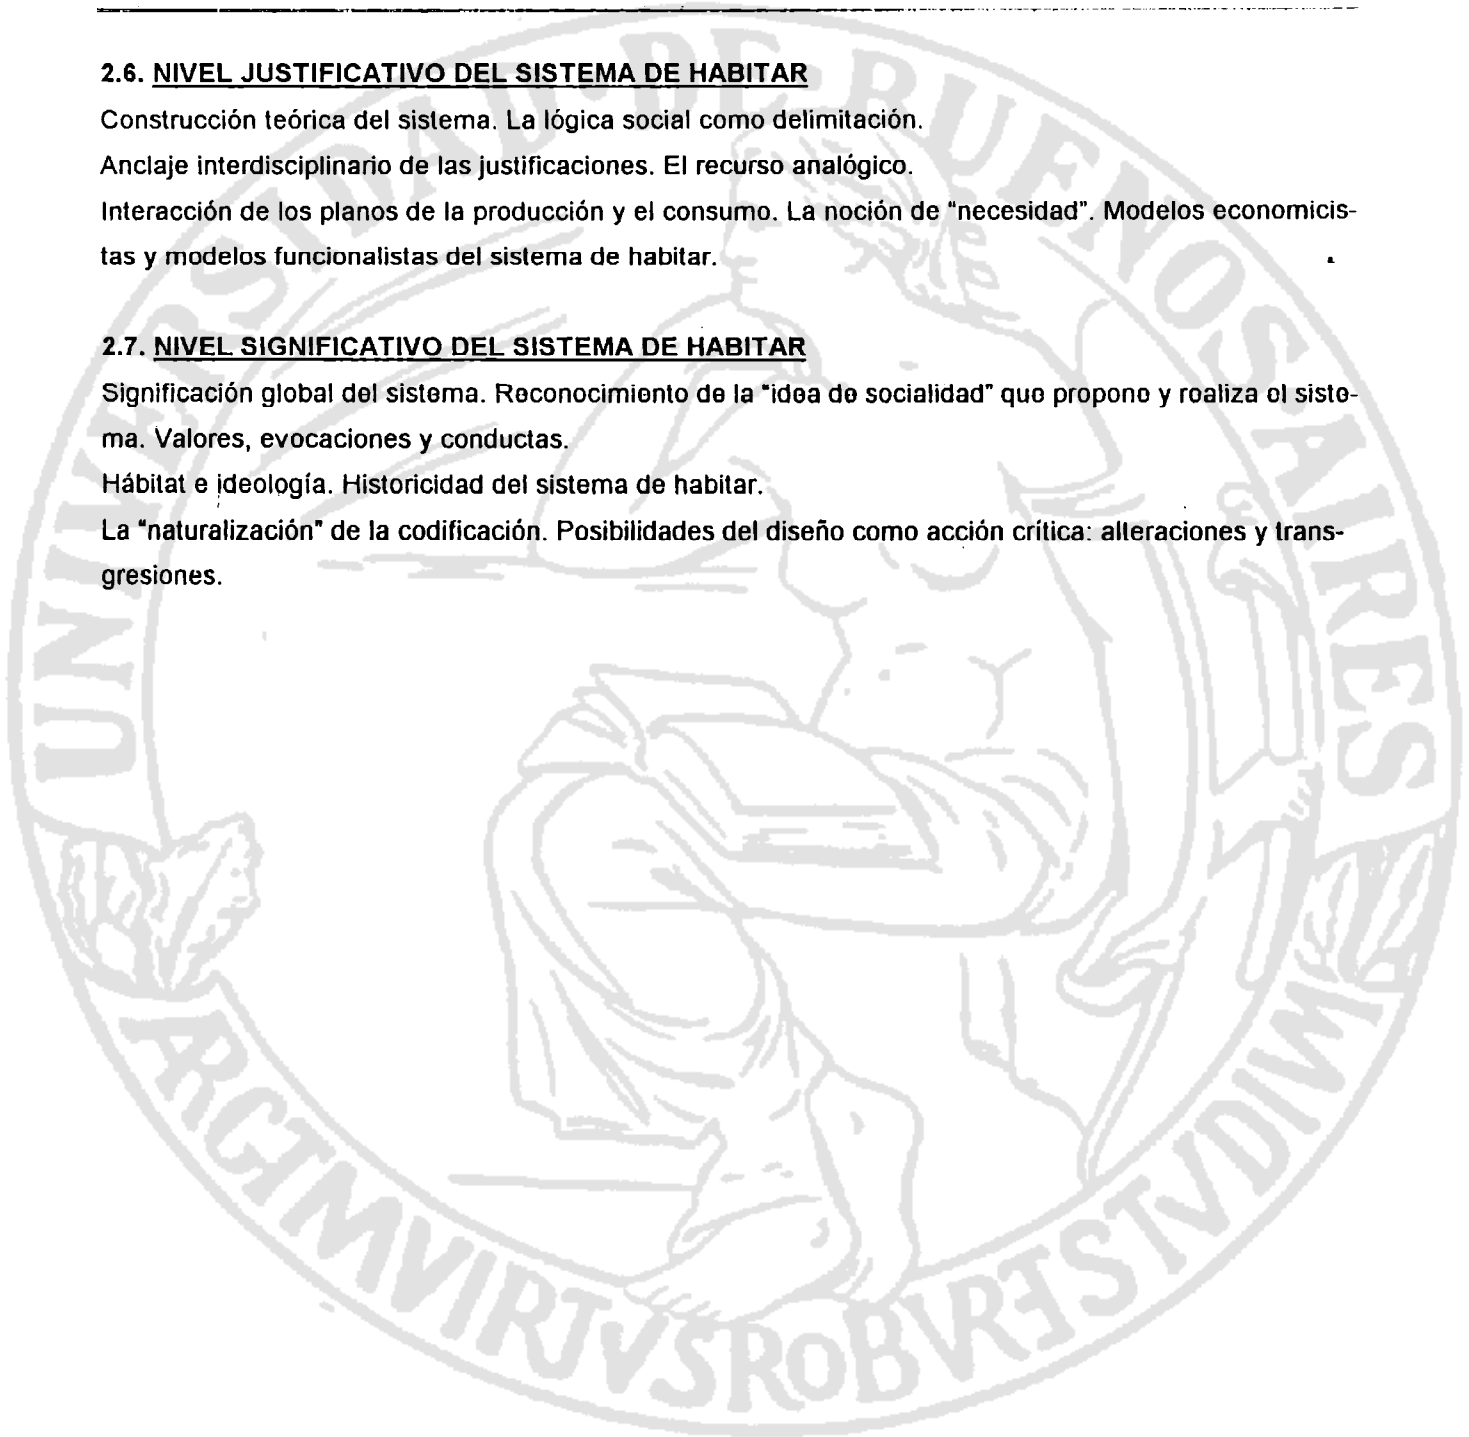 2.6. NIVEL JUSTIFICATIVO DEL SISTEMA DE HABITAR
Construcción teórica del sistema. La lógica social como delimitación.
Anclaje interdisciplinario de las justificaciones. El recurso analógico.
Interacción de los planos de la producción y el consumo. La noción de "necesidad". Modelos economicis-
tas y modelos funcionalistas del sistema de habitar.
2.7. NIVEL SIGNIFICATIVO DEL SISTEMA DE HABITAR
Significación global del sistema. Reconocimiento de la "idea de socialidad" que propone y realiza el siste-
ma. Valores, evocaciones y conductas.
Hábitat e ideología. Historicidad del sistema de habitar.
La "naturalización" de la codificación. Posibilidades del diseño como acción crítica: alteraciones y trans-
gresiones.
UNIVERSIDAD • DE • BUENOS • AIRES
ARGTMVIRTVSROBVRETSTVDIVM